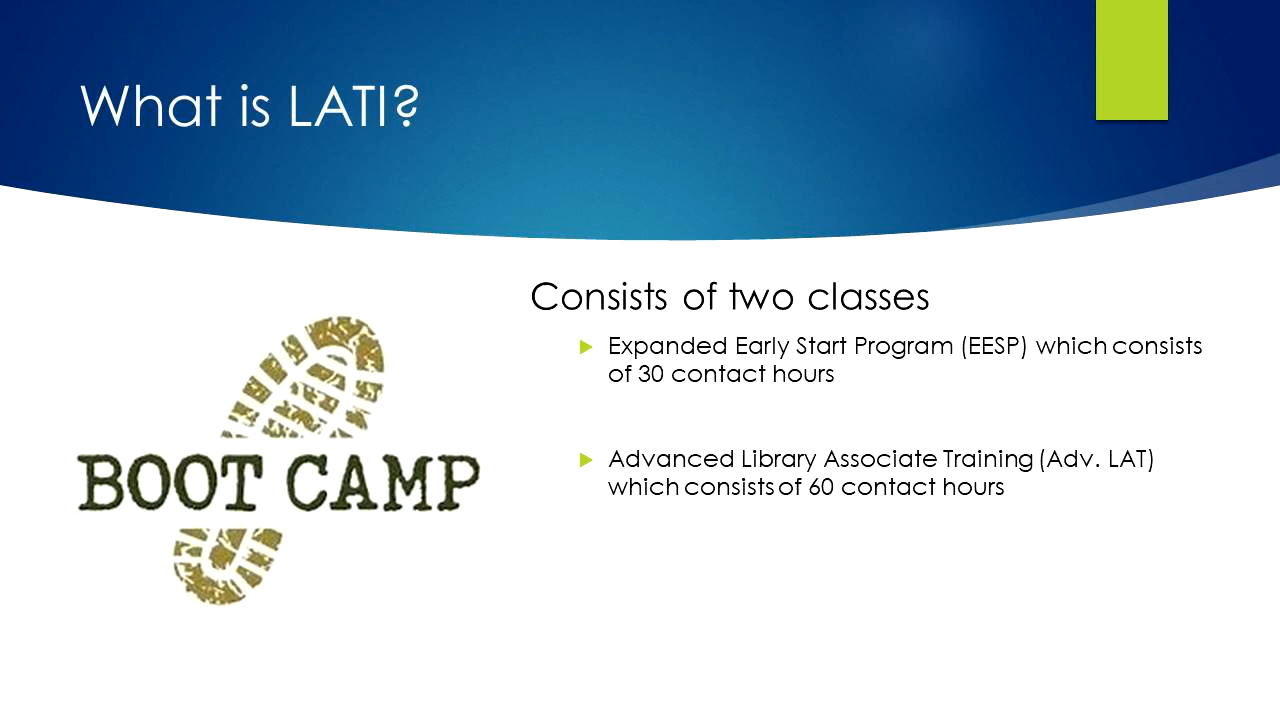 What is LATI?
Consists of two classes
Expanded Early Start Program (EESP) which consists
of 30 contact hours
BOOT CAMP
Advanced Library Associate Training (Adv. LAT)
which consists of 60 contact hours